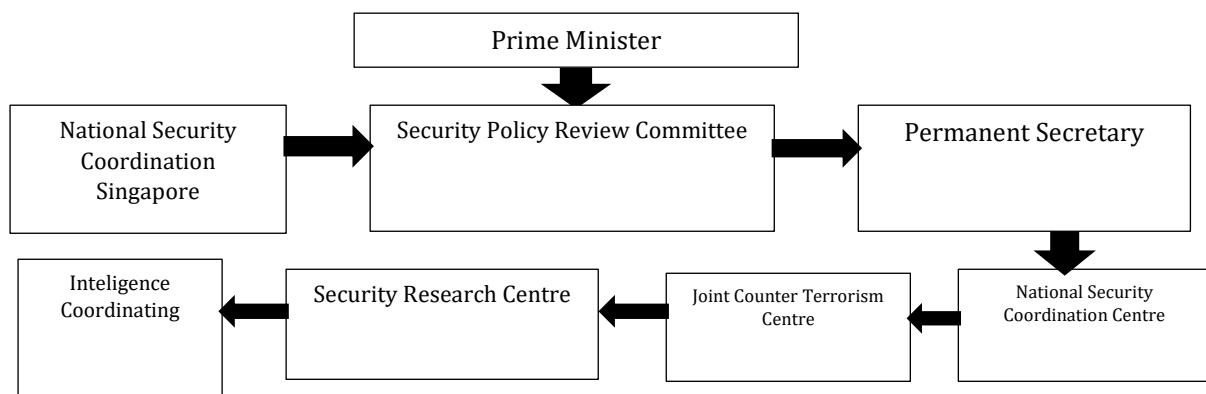 Prime Minister
National Security
Coordination
Singapore
Security Policy Review Committee
Permanent Secretary
Inteligence
Coordinating
Security Research Centre
Joint Counter Terrorism
Centre
National Security
Coordination Centre